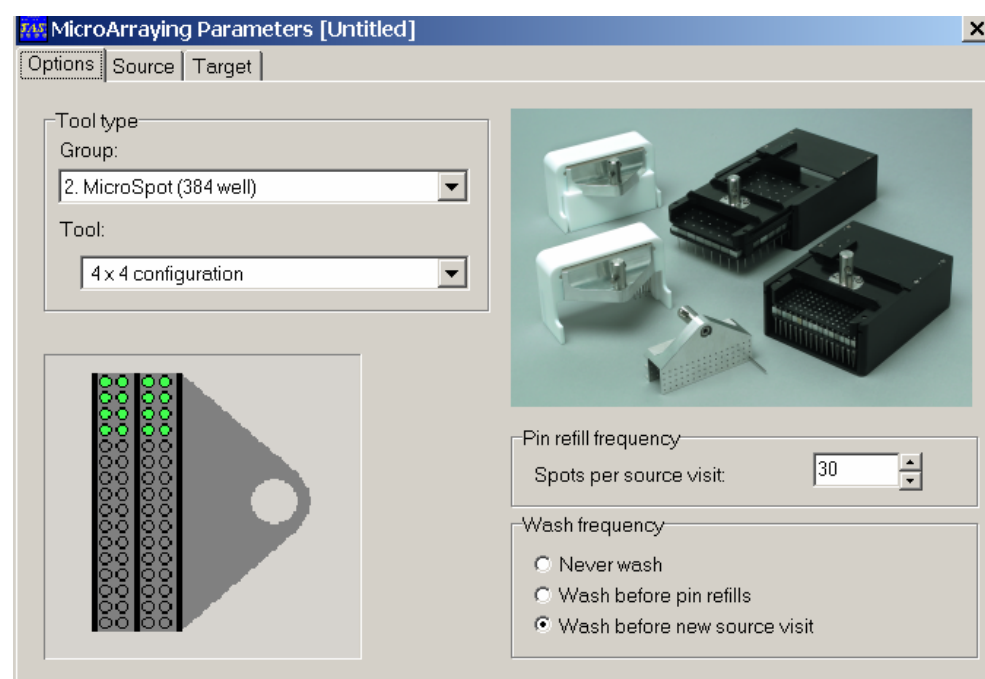 MicroArraying Parameters [Untitled]
Options Source Target
Tool type
Group:
2. MicroSpot (384 well)
Tool:
4 x 4 configuration
Pin refill frequency
Spots per source visit: 30
Wash frequency
Never wash
Wash before pin refills
Wash before new source visit